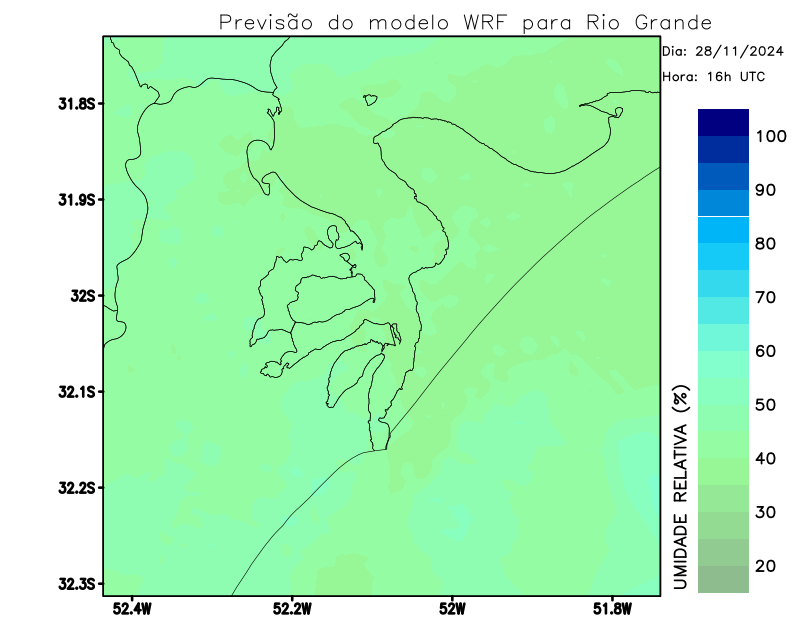 Previsão do modelo WRF para Rio Grande
Dia: 28/11/2024
Hora: 16h UTC
31.8S
31.9S
32S
32.1S
32.2S
32.3S
52.4W
52.2W
52W
51.8W
100
90
80
70
60
50
40
30
20
UMIDADE RELATIVA (%)